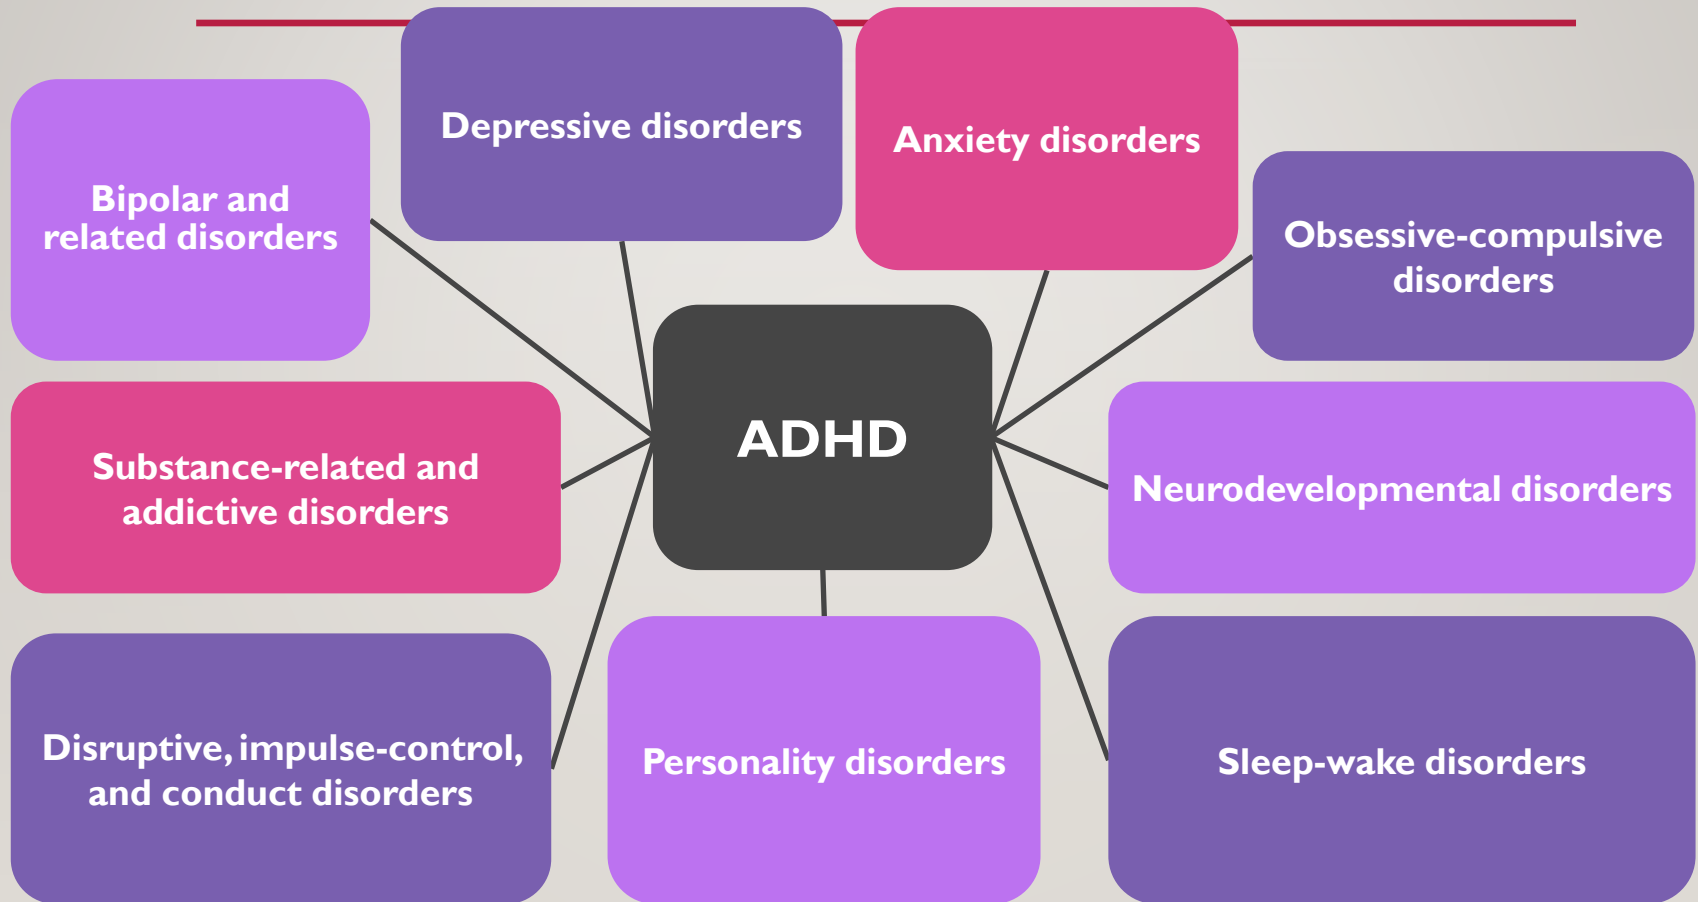 Depressive disorders
Anxiety disorders
Bipolar and
related disorders
Obsessive-compulsive
disorders
ADHD
Substance-related and
addictive disorders
Neurodevelopmental disorders
Disruptive, impulse-control,
and conduct disorders
Personality disorders
Sleep-wake disorders